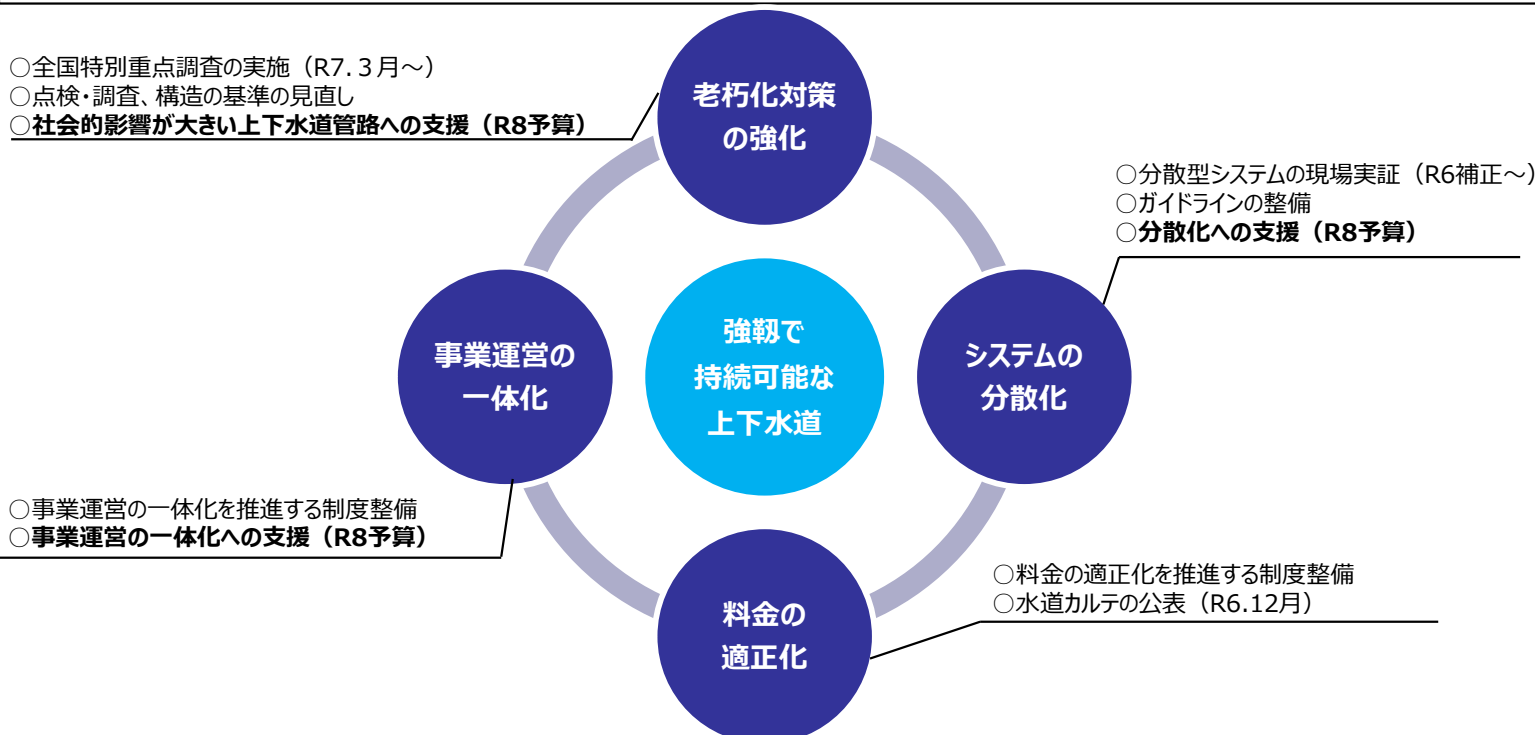 ○全国特別重点調査の実施（R7.３月～）
○点検・調査、構造の基準の見直し
○社会的影響が大きい上下水道管路への支援（R8予算）
老朽化対策
の強化
○分散型システムの現場実証（R6補正～）
○ガイドラインの整備
○分散化への支援（R8予算）
事業運営の
一体化
強靱で
持続可能な
上下水道
システムの
分散化
○事業運営の一体化を推進する制度整備
○事業運営の一体化への支援（R8予算）
○料金の適正化を推進する制度整備
○水道カルテの公表（R6.12月）
料金の
適正化